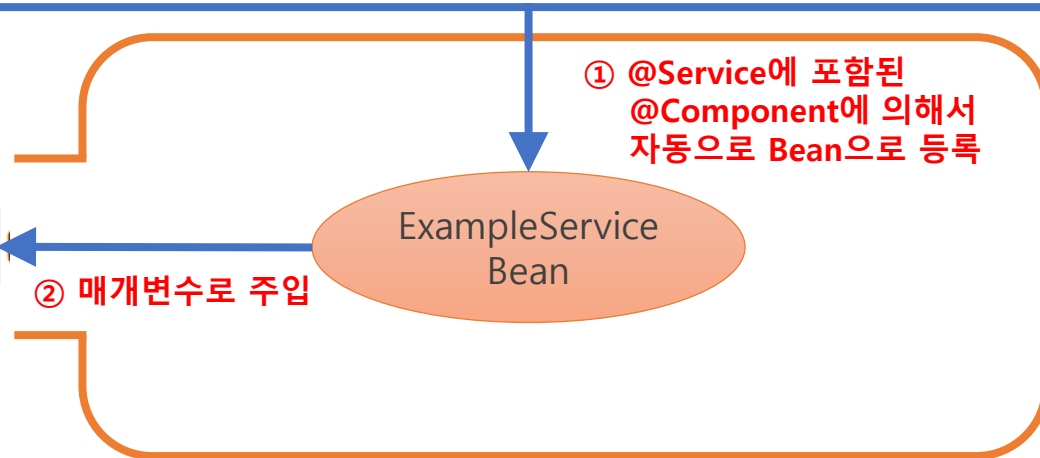 ① @Service에 포함된
@Component에 의해서
자동으로 Bean으로 등록
ExampleService
Bean
② 매개변수로 주입